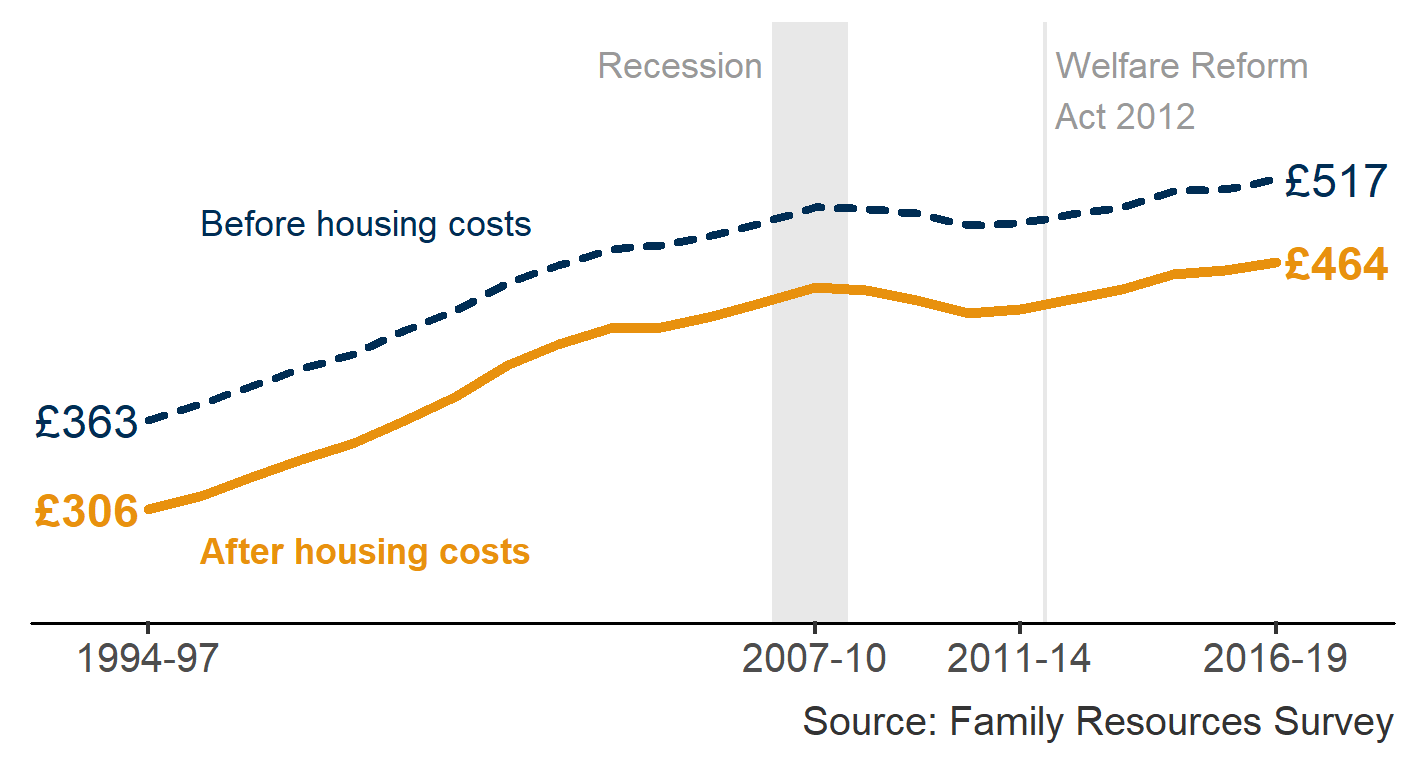 Recession
Welfare Reform
Act 2012
£517
Before housing costs
£464
£363
£306
After housing costs
1994-97
2007-10
2011-14
2016-19
Source: Family Resources Survey